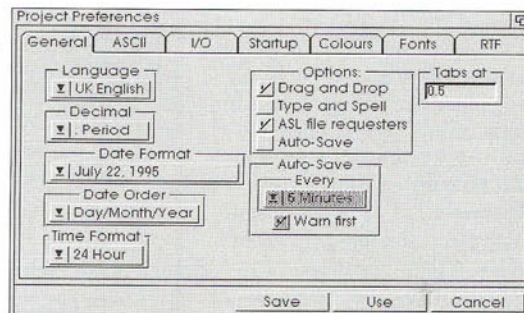 Project Preferences
General ASCII I/O Startup Colours Fonts RTF
Language
UK English
Decimal
. Period
Date Format
July 22, 1995
Date Order
Day/Month/Year
Time Format
24 Hour
Options:
Drag and Drop
Type and Spell
ASL file requesters
Auto-Save
Auto-Save
Every
5 Minutes
Warn first
Tabs at
0.5
Save Use Cancel